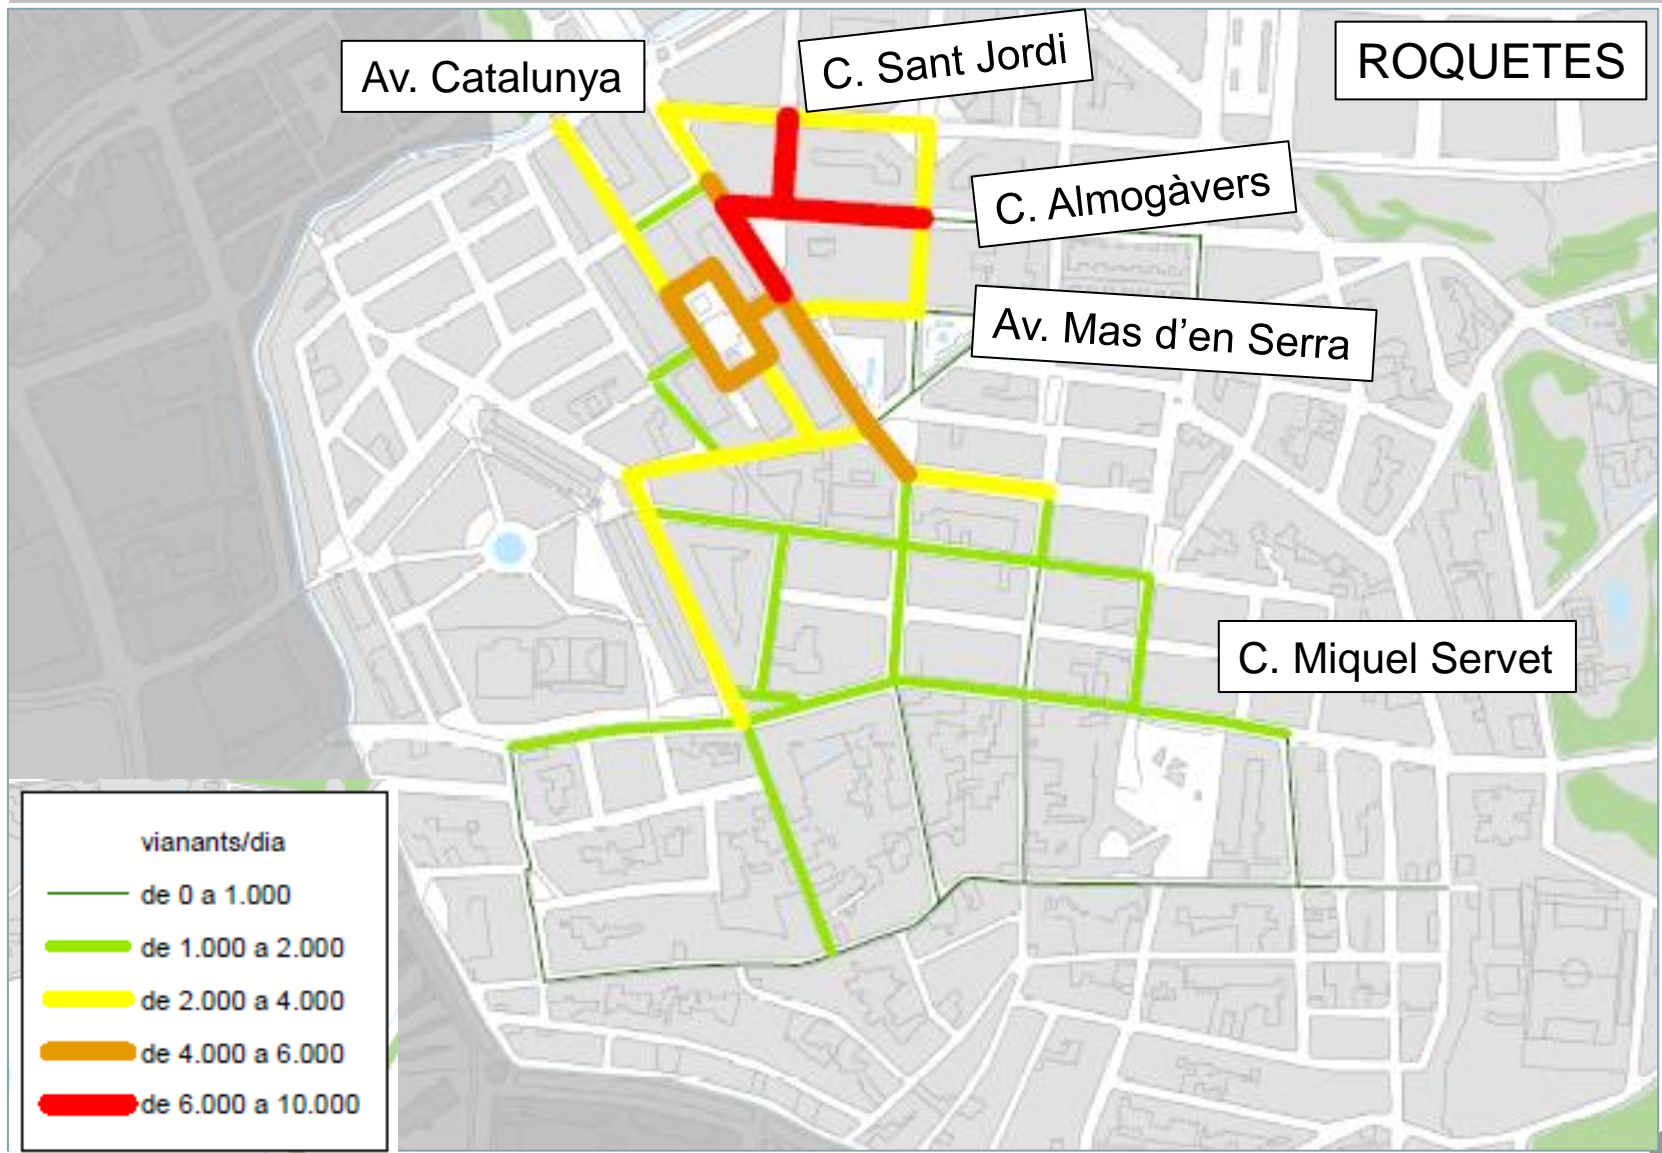 Av. Catalunya
C. Sant Jordi
ROQUETES
C. Almogàvers
Av. Mas d'en Serra
C. Miquel Servet
vianants/dia
de 0 a 1.000
de 1.000 a 2.000
de 2.000 a 4.000
de 4.000 a 6.000
de 6.000 a 10.000